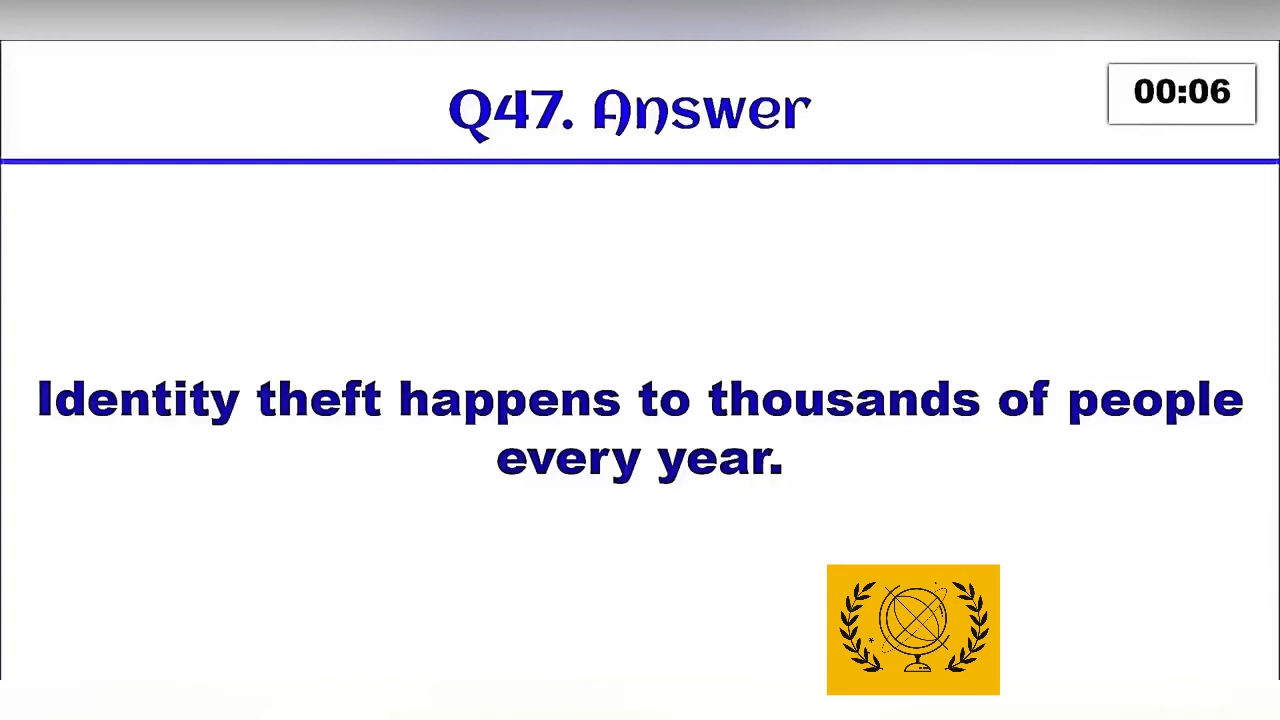 Q47. Answer
00:06
Identity theft happens to thousands of people
every year.